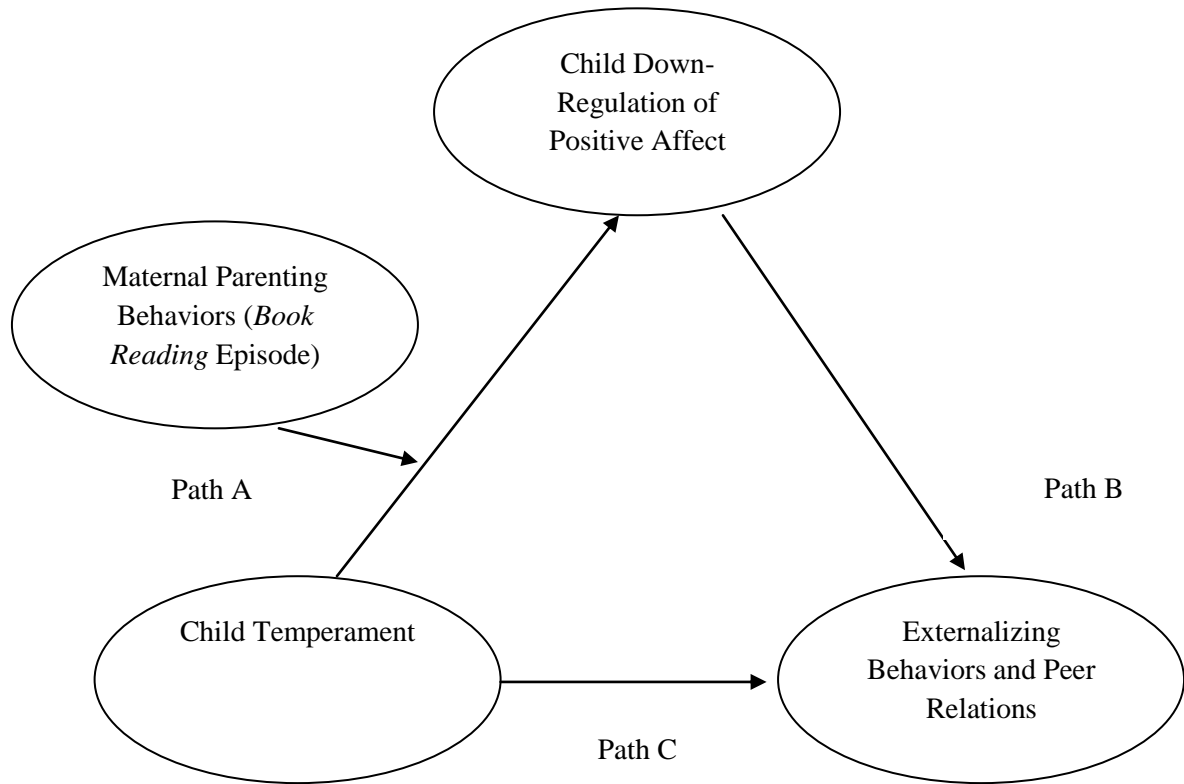 Child Down-
Regulation of
Positive Affect
Maternal Parenting
Behaviors (Book
Reading Episode)
Path A
Path B
Child Temperament
Externalizing
Behaviors and Peer
Relations
Path C